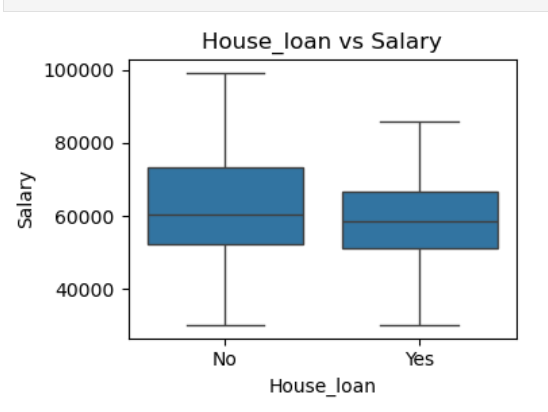 House_loan vs Salary
100000
80000
60000
40000
Salary
No
Yes
House_loan